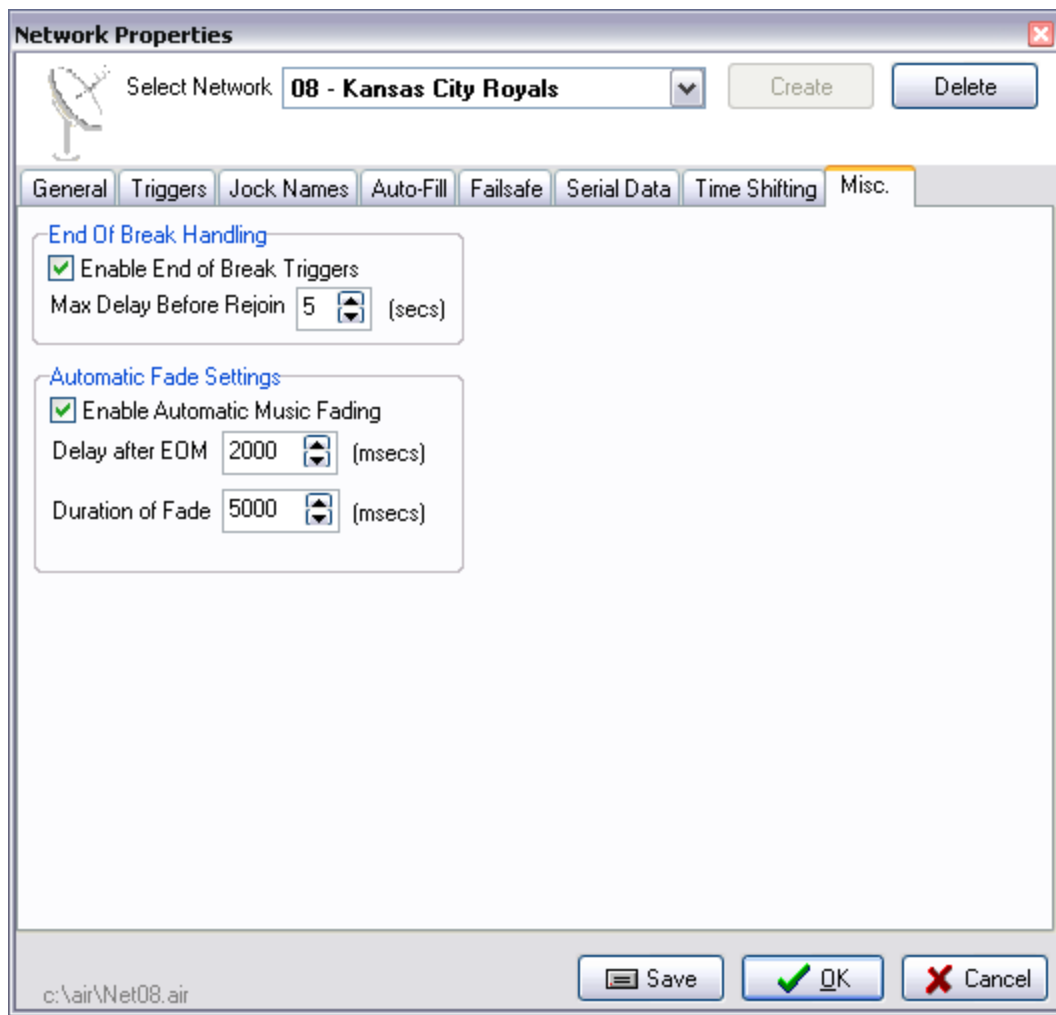 Network Properties
Select Network 08 - Kansas City Royals Create Delete
General Triggers Jock Names Auto-Fill Failsafe Serial Data Time Shifting Misc.
End Of Break Handling
Enable End of Break Triggers
Max Delay Before Rejoin 5 (secs)
Automatic Fade Settings
Enable Automatic Music Fading
Delay after EOM 2000 (msecs)
Duration of Fade 5000 (msecs)
c:\air\Net08.air Save OK Cancel